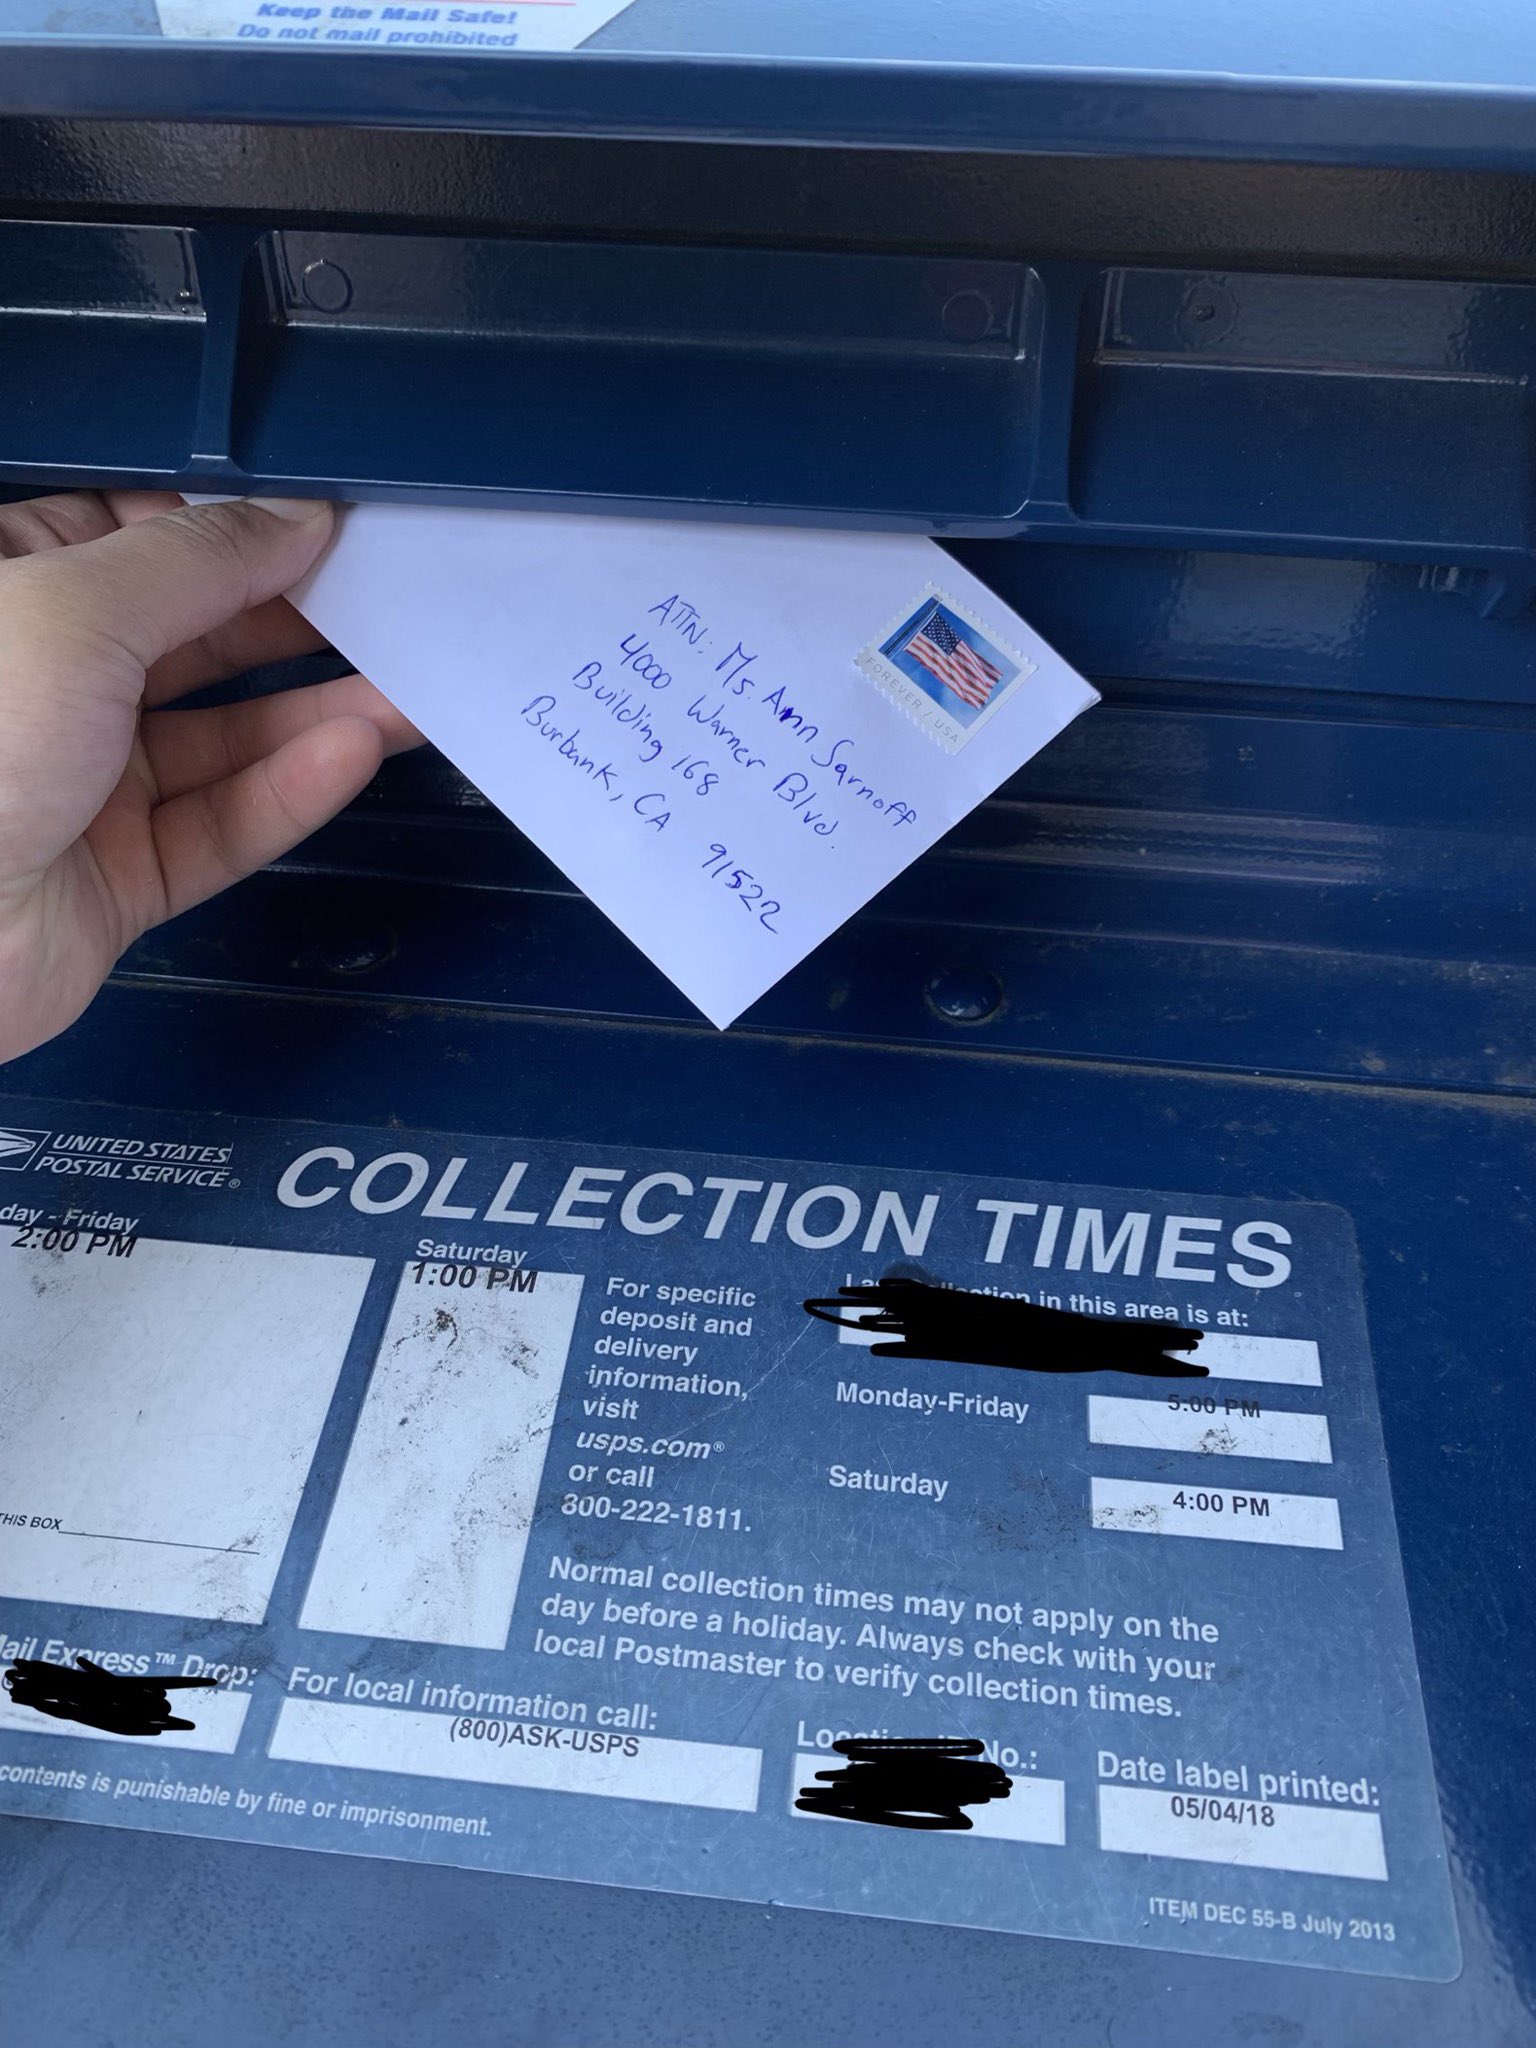 Keep the Mail Safe!
Do not mail prohibited
FOREVER / USA
ATTN: Ms. Ann Sarnoff
4000 Warner Blvd.
Building 168
Burbank, CA 91522
UNITED STATES
POSTAL SERVICE®
COLLECTION TIMES
day - Friday
2:00 PM
Saturday
1:00 PM
For specific
deposit and
delivery
information,
visit
usps.com®
or call
800-222-1811.
in this area is at:
Monday-Friday
5:00 PM
Saturday
4:00 PM
Normal collection times may not apply on the
day before a holiday. Always check with your
local Postmaster to verify collection times.
THIS BOX
Mail Express™ Drop:
For local information call:
(800)ASK-USPS
No.:
Date label printed:
05/04/18
contents is punishable by fine or imprisonment.
ITEM DEC 55-B July 2013